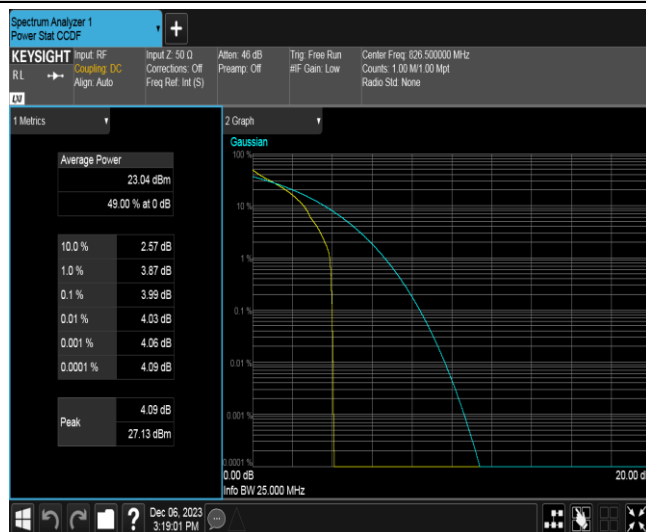 Spectrum Analyzer 1
Power Stat CCDF
+
KEYSIGHT
RL
LXI
Input: RF
Coupling: DC
Align: Auto
Input Z: 50 Ω
Corrections: Off
Freq Ref: Int (S)
Atten: 46 dB
Preamp: Off
Trig: Free Run
#IF Gain: Low
Center Freq: 826.500000 MHz
Counts: 1.00 M/1.00 Mpt
Radio Std: None
1 Metrics
Average Power
23.04 dBm
49.00 % at 0 dB
10.0 % 2.57 dB
1.0 % 3.87 dB
0.1 % 3.99 dB
0.01 % 4.03 dB
0.001 % 4.06 dB
0.0001 % 4.09 dB
Peak
4.09 dB
27.13 dBm
2 Graph
Gaussian
100 %
10 %
1 %
0.1 %
0.01 %
0.001 %
0.0001 %
0.00 dB
20.00 d
Info BW 25.000 MHz
?
Dec 06, 2023
3:19:01 PM